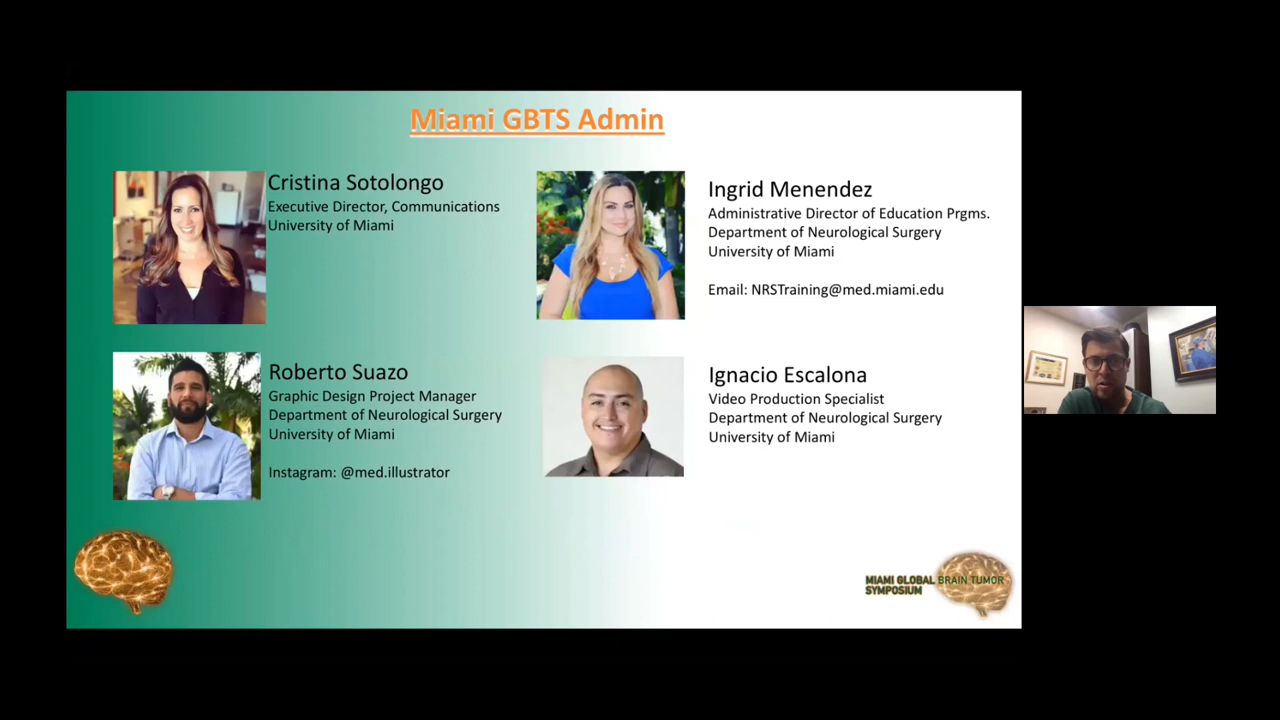 Miami GBTS Admin
Cristina Sotolongo
Executive Director, Communications
University of Miami
Ingrid Menendez
Administrative Director of Education Prgms.
Department of Neurological Surgery
University of Miami
Email: NRSTraining@med.miami.edu
Roberto Suazo
Graphic Design Project Manager
Department of Neurological Surgery
University of Miami
Instagram: @med.illustrator
Ignacio Escalona
Video Production Specialist
Department of Neurological Surgery
University of Miami
MIAMI GLOBAL BRAIN TUMOR
SYMPOSIUM